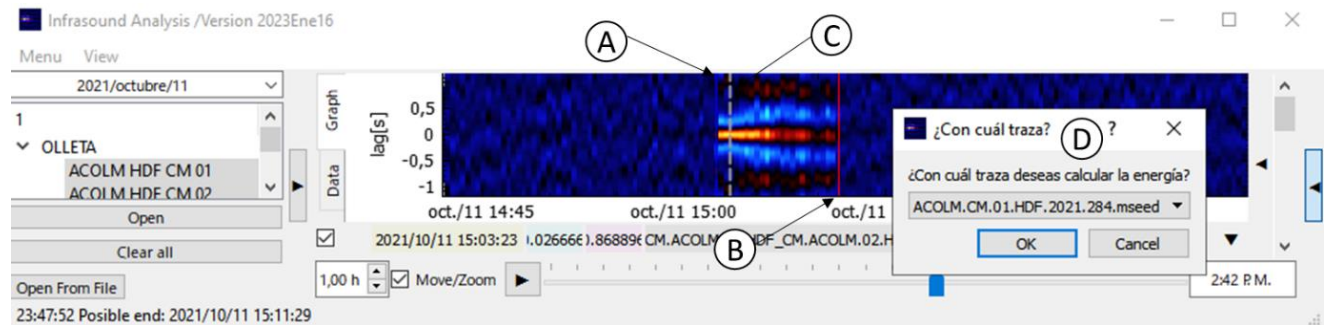 Infrasound Analysis /Version 2023Ene16
Menu View
A
C
2021/octubre/11
1
OLLETA
ACOLM HDF CM 01
ACOLM HDF CM 02
Open
Clear all
Open From File
Graph
Data
lag[s]
0,5
0
-0,5
-1
oct./11 14:45
oct./11 15:00
oct./11
B
¿Con cuál traza?
D
?
¿Con cuál traza deseas calcular la energía?
ACOLM.CM.01.HDF.2021.284.mseed
OK Cancel
2021/10/11 15:03:23
CM.ACOLM
HDF_CM.ACOLM.02.H
1,00 h
Move/Zoom
2:42 P.M.
23:47:52 Posible end: 2021/10/11 15:11:29